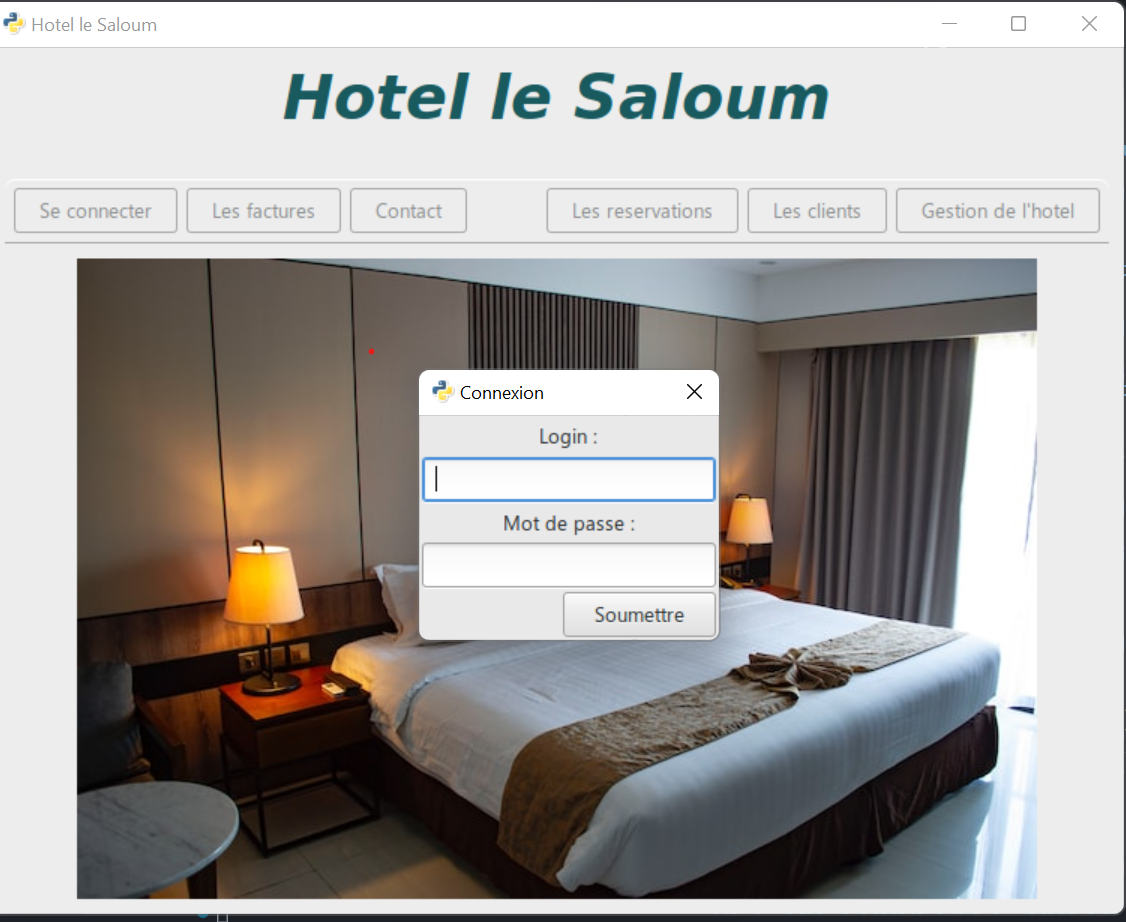 Hotel le Saloum
Hotel le Saloum
Se connecter Les factures Contact Les reservations Les clients Gestion de l'hotel
Connexion
Login :
Mot de passe :
Soumettre